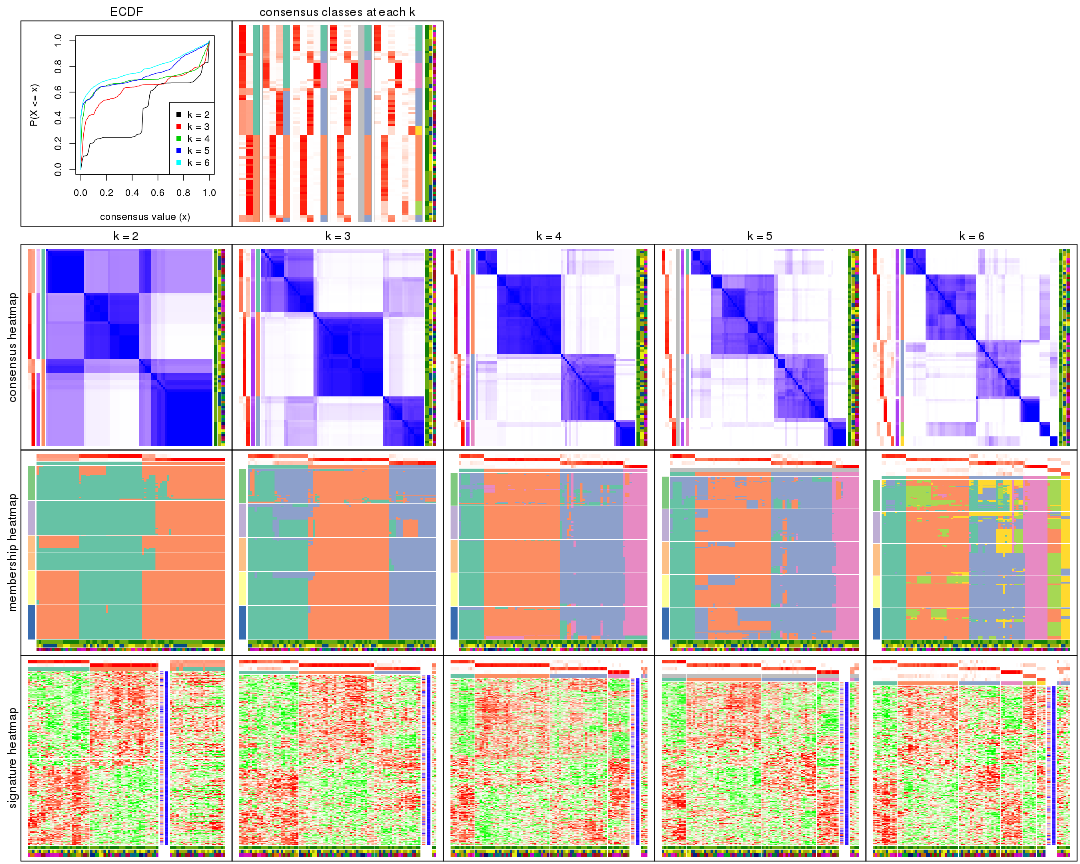 ECDF
consensus classes at each k
P(X <= x)
0.0
0.2
0.4
0.6
0.8
1.0
k = 2
k = 3
k = 4
k = 5
k = 6
0.0 0.2 0.4 0.6 0.8 1.0
consensus value (x)
k = 2
k = 3
k = 4
k = 5
k = 6
consensus heatmap
membership heatmap
signature heatmap